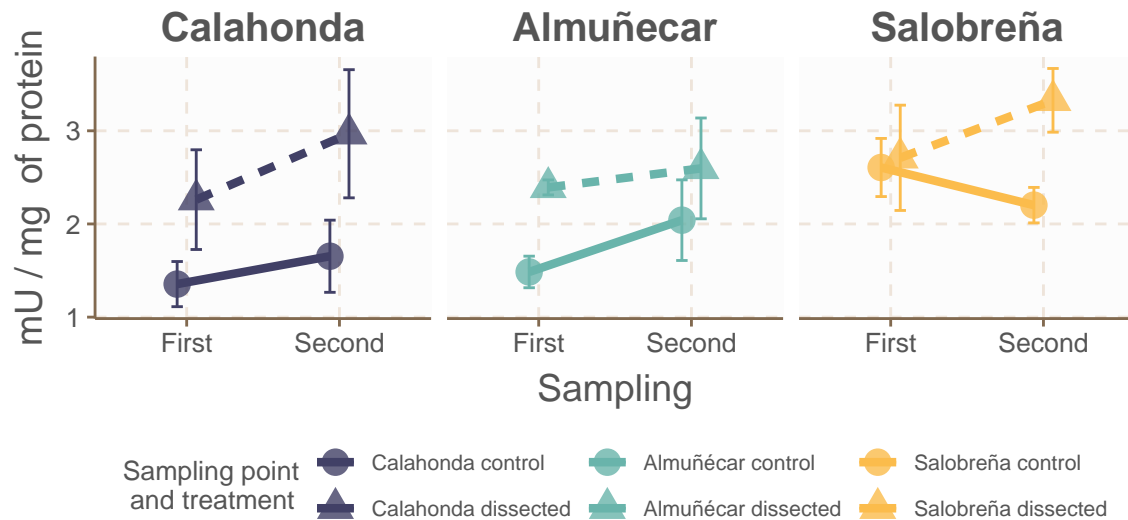 Calahonda
Almuñecar
Salobreña
mU / mg of protein
3
2
1
First
Second
First
Second
First
Second
Sampling
Sampling point
and treatment
Calahonda control
Almuñécar control
Salobreña control
Calahonda dissected
Almuñécar dissected
Salobreña dissected